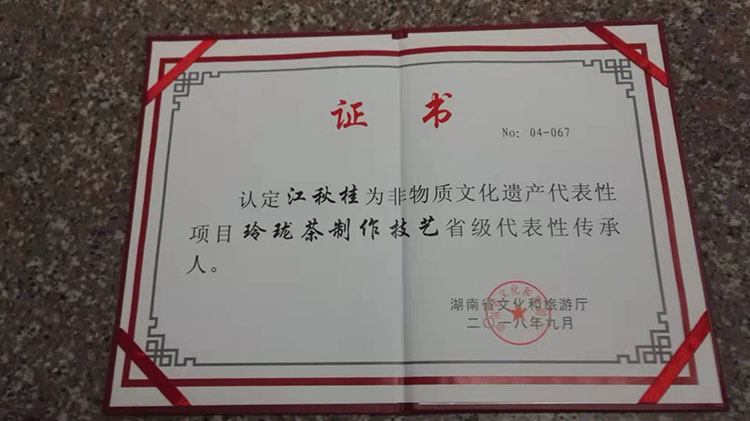 证书
No: 04-067
认定江秋桂为非物质文化遗产代表性
项目玲珑茶制作技艺省级代表性传承
人。
湖南省文化和旅游厅
二〇一八年九月